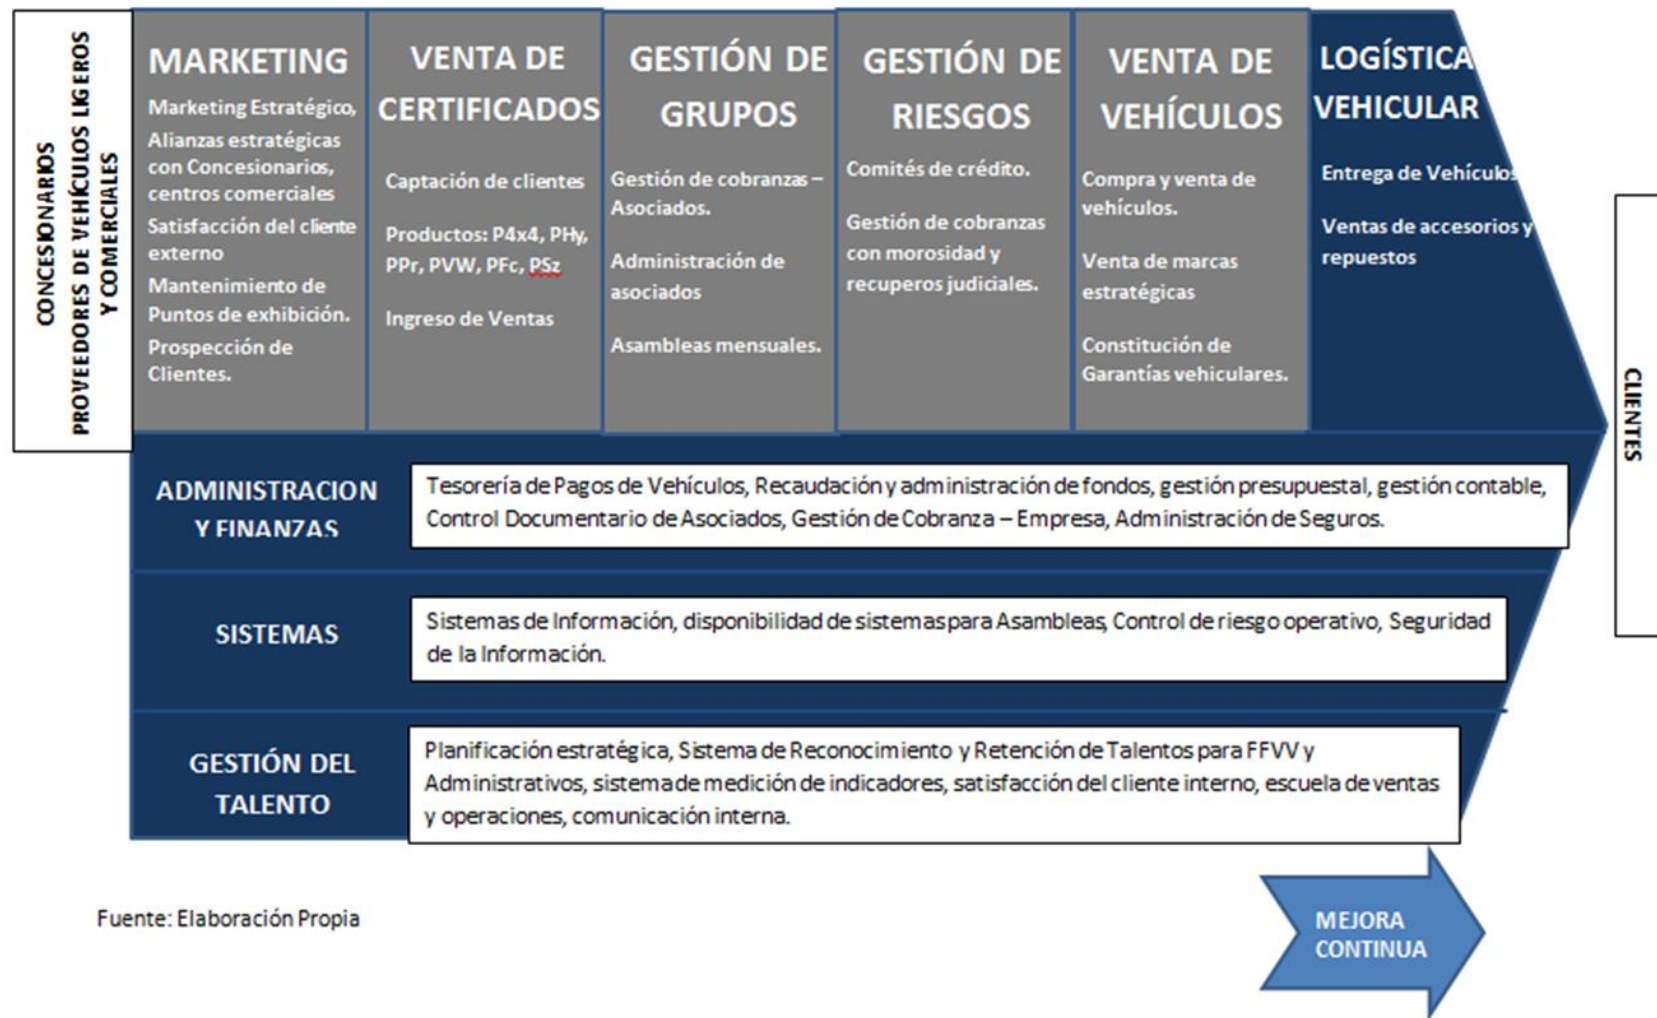 CONCESIONARIOS
PROVEEDORES DE VEHÍCULOS LIGEROS
Y COMERCIALES
MARKETING
Marketing Estratégico,
Alianzas estratégicas
con Concesionarios,
centros comerciales
Satisfacción del cliente
externo
Mantenimiento de
Puntos de exhibición.
Prospección de
Clientes.
VENTA DE
CERTIFICADOS
Captación de clientes
Productos: P4x4, PHy,
PPr, PVW, PFc, PSz
Ingreso de Ventas
GESTIÓN DE
GRUPOS
Gestión de cobranzas –
Asociados.
Administración de
asociados
Asambleas mensuales.
GESTIÓN DE
RIESGOS
Comités de crédito.
Gestión de cobranzas
con morosidad y
recuperos judiciales.
VENTA DE
VEHÍCULOS
Compra y venta de
vehículos.
Venta de marcas
estratégicas
Constitución de
Garantías vehiculares.
LOGÍSTICA
VEHICULAR
Entrega de Vehículos
Ventas de accesorios y
repuestos
CLIENTES
ADMINISTRACION
Y FINANZAS
Tesorería de Pagos de Vehículos, Recaudación y administración de fondos, gestión presupuestal, gestión contable,
Control Documentario de Asociados, Gestión de Cobranza – Empresa, Administración de Seguros.
SISTEMAS
Sistemas de Información, disponibilidad de sistemas para Asambleas, Control de riesgo operativo, Seguridad
de la Información.
GESTIÓN DEL
TALENTO
Planificación estratégica, Sistema de Reconocimiento y Retención de Talentos para FFVV y
Administrativos, sistema de medición de indicadores, satisfacción del cliente interno, escuela de ventas
y operaciones, comunicación interna.
Fuente: Elaboración Propia
MEJORA
CONTINUA